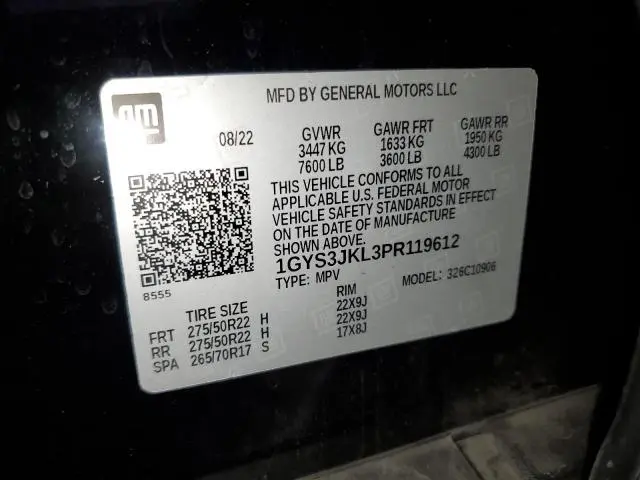 gm
MFD BY GENERAL MOTORS LLC
08/22 GVWR GAWR FRT GAWR RR
3447 KG 1633 KG 1950 KG
7600 LB 3600 LB 4300 LB
THIS VEHICLE CONFORMS TO ALL
APPLICABLE U.S. FEDERAL MOTOR
VEHICLE SAFETY STANDARDS IN EFFECT
ON THE DATE OF MANUFACTURE
SHOWN ABOVE.
1GYS3JKL3PR119612
TYPE: MPV MODEL: 326C10906
8555
TIRE SIZE RIM
FRT 275/50R22 H 22X9J
RR 275/50R22 H 22X9J
SPA 265/70R17 S 17X8J